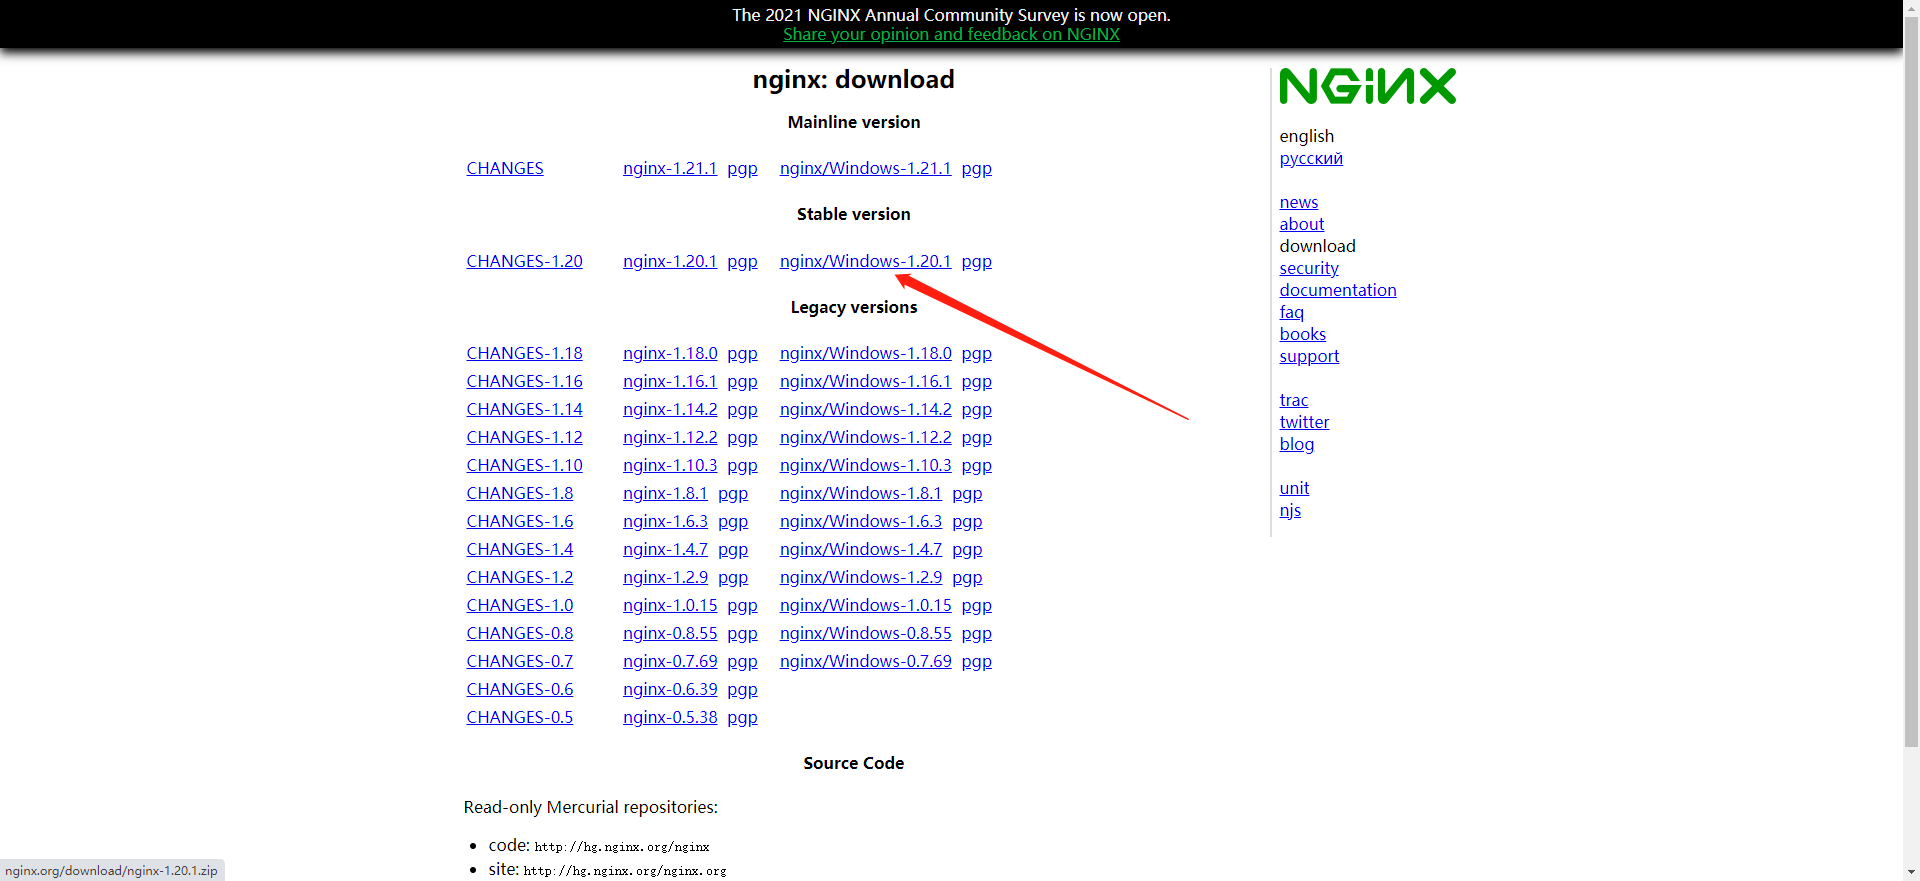 The 2021 NGINX Annual Community Survey is now open.
Share your opinion and feedback on NGINX
nginx: download
Mainline version
CHANGES nginx-1.21.1 pgp nginx/Windows-1.21.1 pgp
Stable version
CHANGES-1.20 nginx-1.20.1 pgp nginx/Windows-1.20.1 pgp
Legacy versions
CHANGES-1.18 nginx-1.18.0 pgp nginx/Windows-1.18.0 pgp
CHANGES-1.16 nginx-1.16.1 pgp nginx/Windows-1.16.1 pgp
CHANGES-1.14 nginx-1.14.2 pgp nginx/Windows-1.14.2 pgp
CHANGES-1.12 nginx-1.12.2 pgp nginx/Windows-1.12.2 pgp
CHANGES-1.10 nginx-1.10.3 pgp nginx/Windows-1.10.3 pgp
CHANGES-1.8 nginx-1.8.1 pgp nginx/Windows-1.8.1 pgp
CHANGES-1.6 nginx-1.6.3 pgp nginx/Windows-1.6.3 pgp
CHANGES-1.4 nginx-1.4.7 pgp nginx/Windows-1.4.7 pgp
CHANGES-1.2 nginx-1.2.9 pgp nginx/Windows-1.2.9 pgp
CHANGES-1.0 nginx-1.0.15 pgp nginx/Windows-1.0.15 pgp
CHANGES-0.8 nginx-0.8.55 pgp nginx/Windows-0.8.55 pgp
CHANGES-0.7 nginx-0.7.69 pgp nginx/Windows-0.7.69 pgp
CHANGES-0.6 nginx-0.6.39 pgp
CHANGES-0.5 nginx-0.5.38 pgp
Source Code
Read-only Mercurial repositories:
• code: http://hg.nginx.org/nginx
• site: http://hg.nginx.org/nginx.org
NGINX
english
русский
news
about
download
security
documentation
faq
books
support
trac
twitter
blog
unit
njs
nginx.org/download/nginx-1.20.1.zip